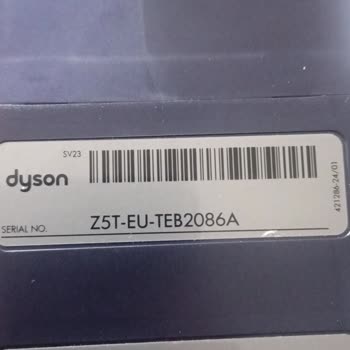 SV23
dyson
SERIAL NO. Z5T-EU-TEB2086A
421286-24/01